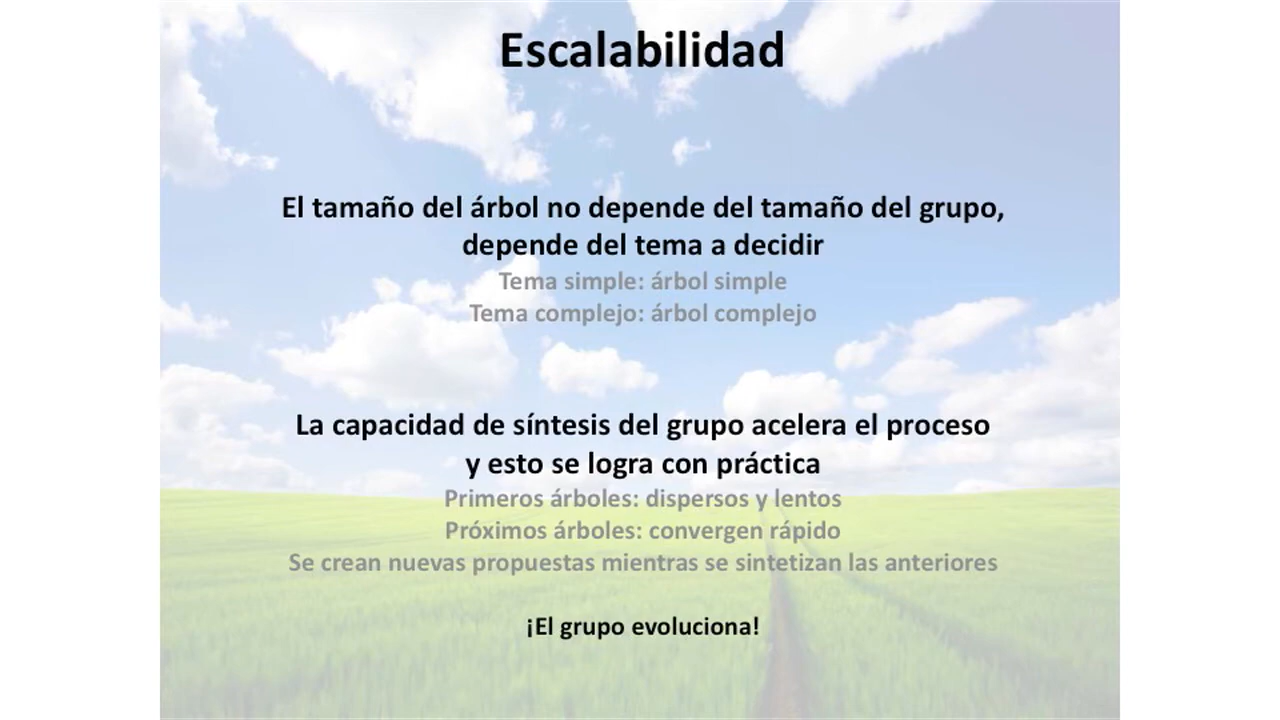 Escalabilidad
El tamaño del árbol no depende del tamaño del grupo,
depende del tema a decidir
Tema simple: árbol simple
Tema complejo: árbol complejo
La capacidad de síntesis del grupo acelera el proceso
y esto se logra con práctica
Primeros árboles: dispersos y lentos
Próximos árboles: convergen rápido
Se crean nuevas propuestas mientras se sintetizan las anteriores
¡El grupo evoluciona!